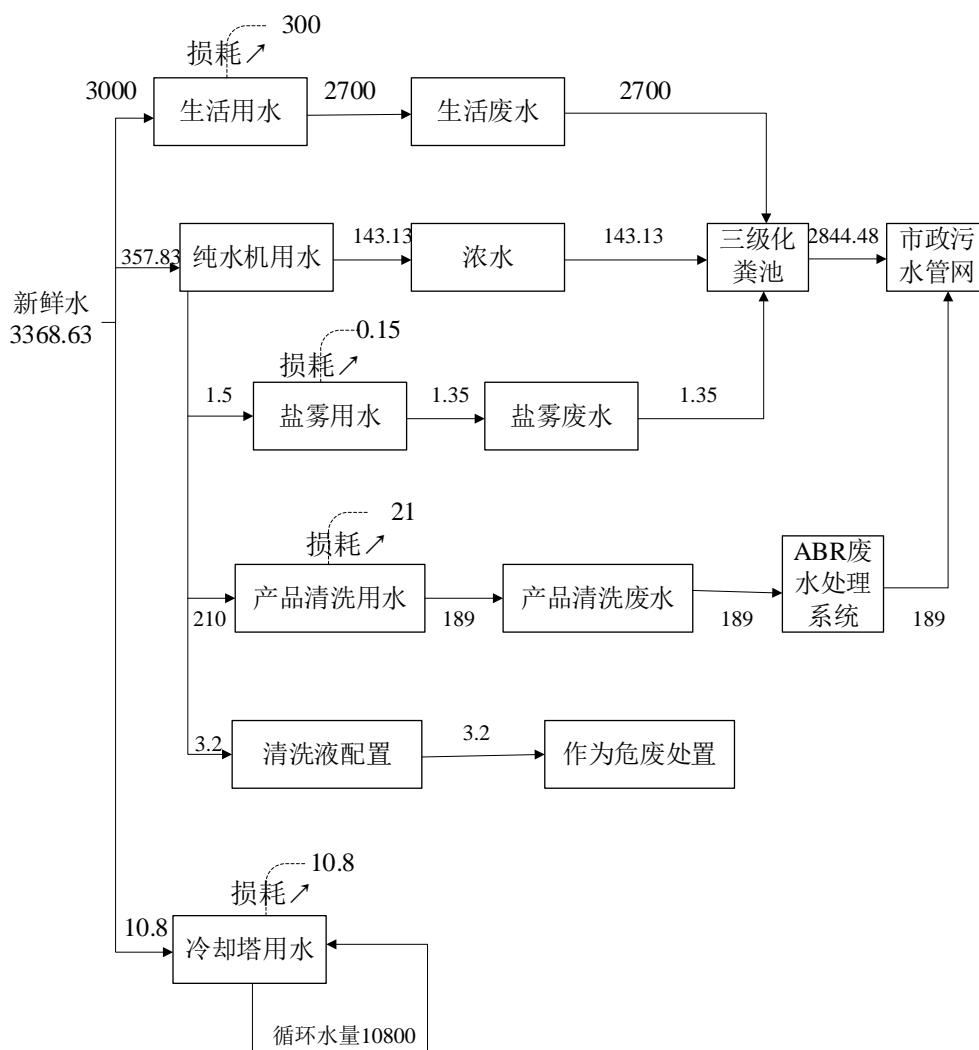 300
损耗↗
3000
生活用水
2700
生活废水
2700
357.83
纯水机用水
143.13
浓水
143.13
三级化
粪池
2844.48
市政污
水管网
新鲜水
3368.63
0.15
损耗↗
1.5
盐雾用水
1.35
盐雾废水
1.35
21
损耗↗
210
产品清洗用水
189
产品清洗废水
189
ABR废
水处理
系统
189
3.2
清洗液配置
3.2
作为危废处置
10.8
损耗↗
10.8
冷却塔用水
循环水量10800